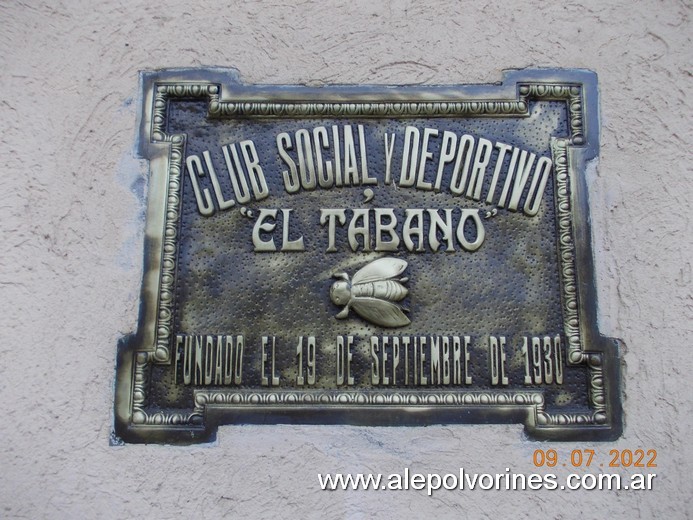 CLUB SOCIAL Y DEPORTIVO
"EL TÁBANO"
FUNDADO EL 19 DE SEPTIEMBRE DE 1930
09.07.2022
www.alepolvorines.com.ar